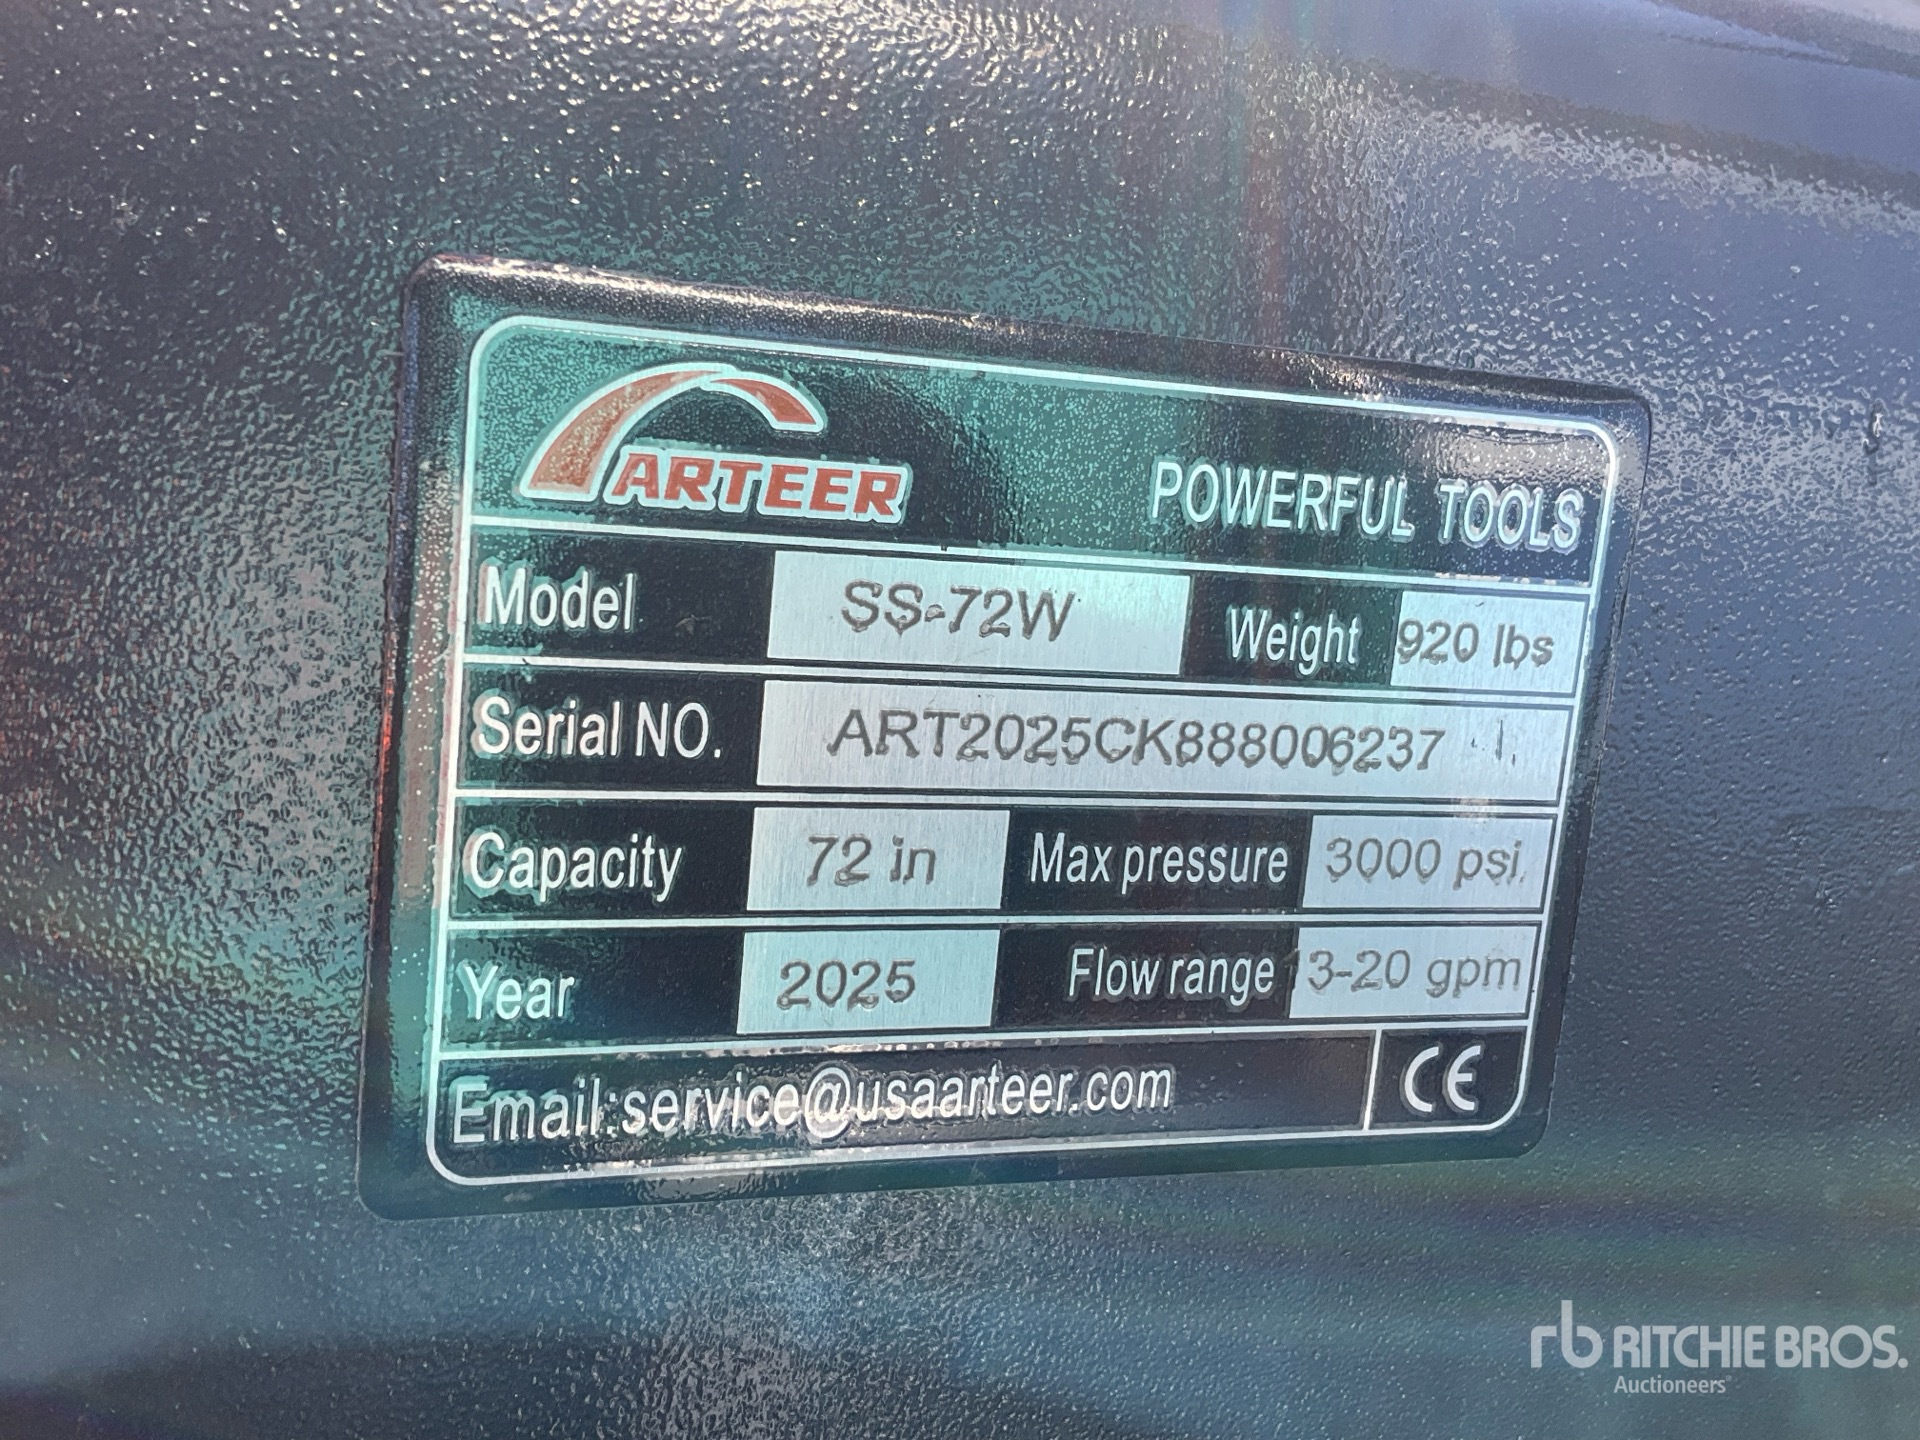 ARTEER POWERFUL TOOLS
Model SS-72W Weight 920 lbs
Serial NO. ART2025CK888006237
Capacity 72 in Max pressure 3000 psi.
Year 2025 Flow range 13-20 gpm
Email:service@usaarteer.com CE
rb RITCHIE BROS.
Auctioneers